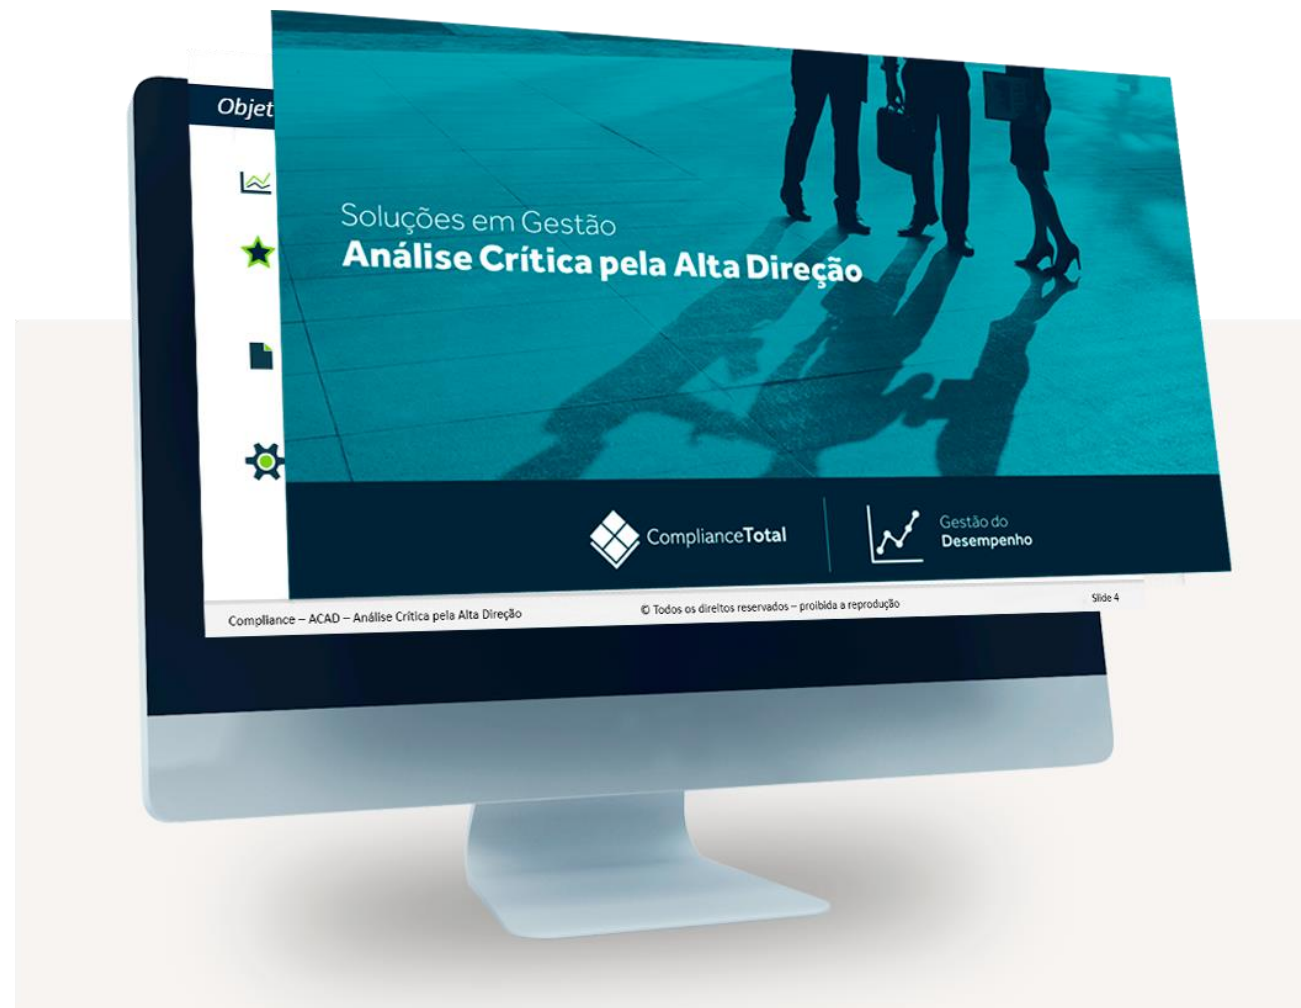 Objet
Soluções em Gestão
Análise Crítica pela Alta Direção
ComplianceTotal
Gestão do
Desempenho
Compliance – ACAD – Análise Crítica pela Alta Direção
© Todos os direitos reservados – proibida a reprodução
Slide 4